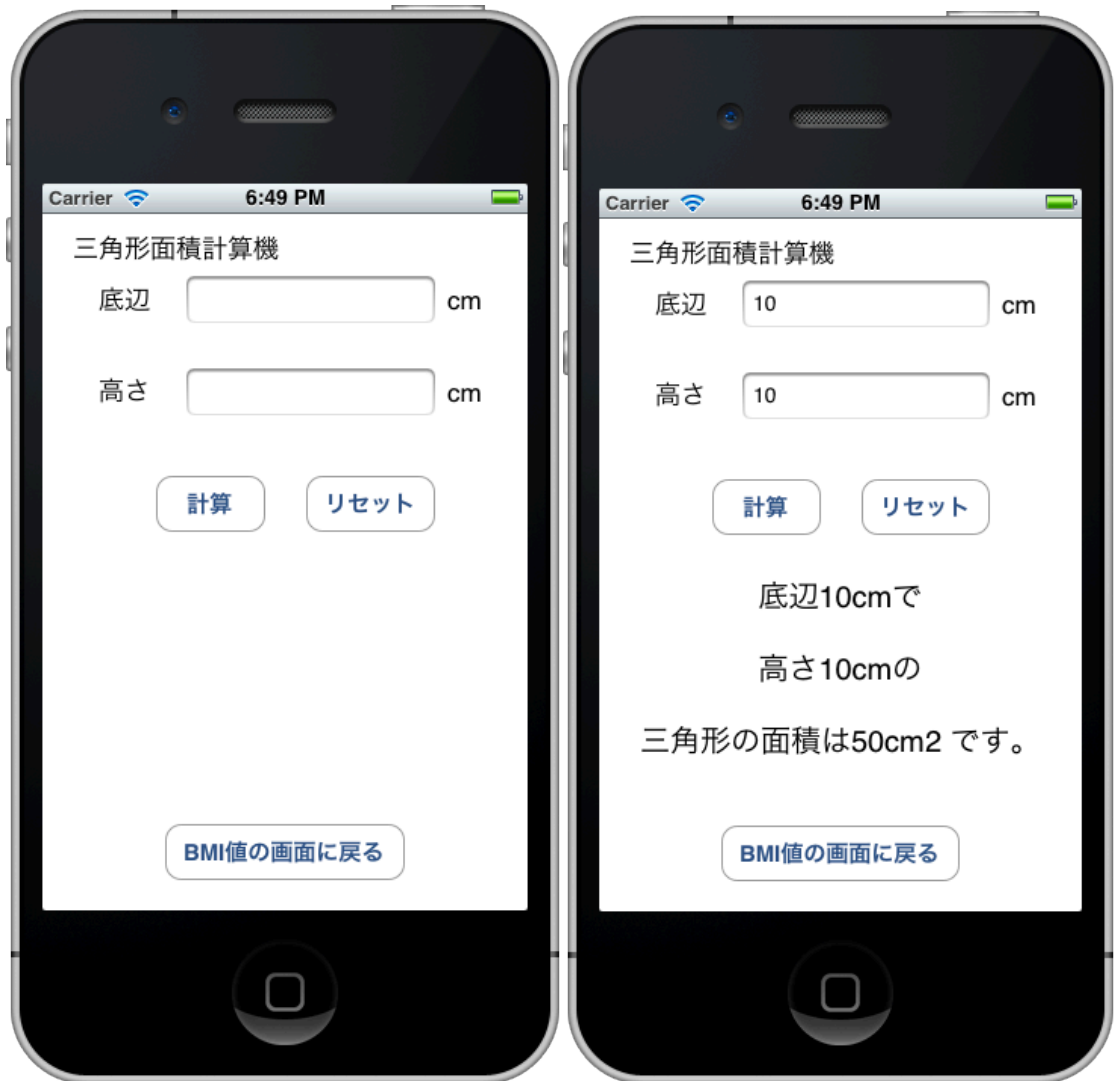 Carrier 6:49 PM
三角形面積計算機
底辺 cm
高さ cm
計算 リセット
BMI値の画面に戻る
Carrier 6:49 PM
三角形面積計算機
底辺 10 cm
高さ 10 cm
計算 リセット
底辺10cmで
高さ10cmの
三角形の面積は50cm2 です。
BMI値の画面に戻る